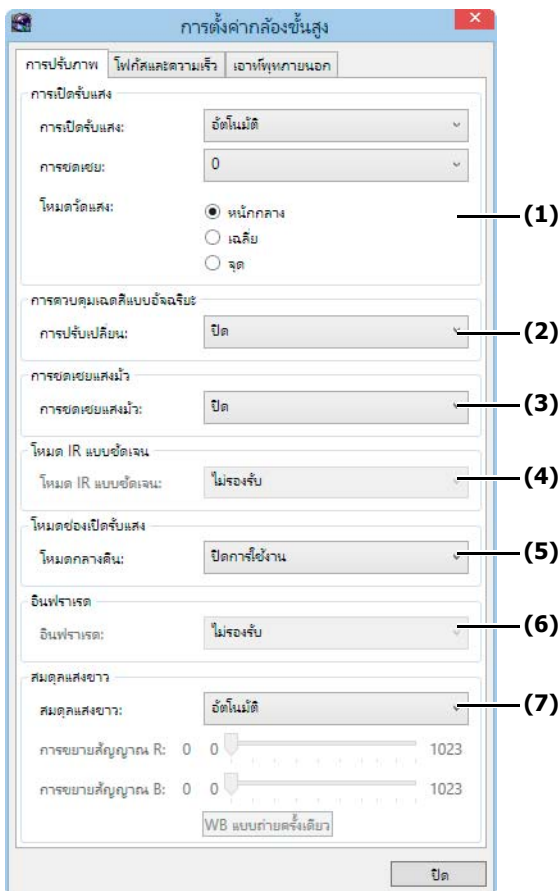 การตั้งค่ากล้องขั้นสูง
การปรับภาพ โฟกัสและความเร็ว เอาท์พุทภายนอก
การเปิดรับแสง
การเปิดรับแสง: อัตโนมัติ
การชดเชย: 0
โหมดวัดแสง: หนักกลาง
(1)
เฉลี่ย
จุด
การควบคุมเฉดสีแบบอัจฉริยะ
การปรับเปลี่ยน: ปิด (2)
การชดเชยแสงมัว
การชดเชยแสงมัว: ปิด (3)
โหมด IR แบบชัดเจน
โหมด IR แบบชัดเจน: ไม่รองรับ (4)
โหมดช่องเปิดรับแสง
โหมดกลางคืน: ปิดการใช้งาน (5)
อินฟราเรด
อินฟราเรด: ไม่รองรับ (6)
สมดุลแสงขาว
สมดุลแสงขาว: อัตโนมัติ (7)
การขยายสัญญาณ R: 0 0 1023
การขยายสัญญาณ B: 0 0 1023
WB แบบถ่ายครั้งเดียว
ปิด